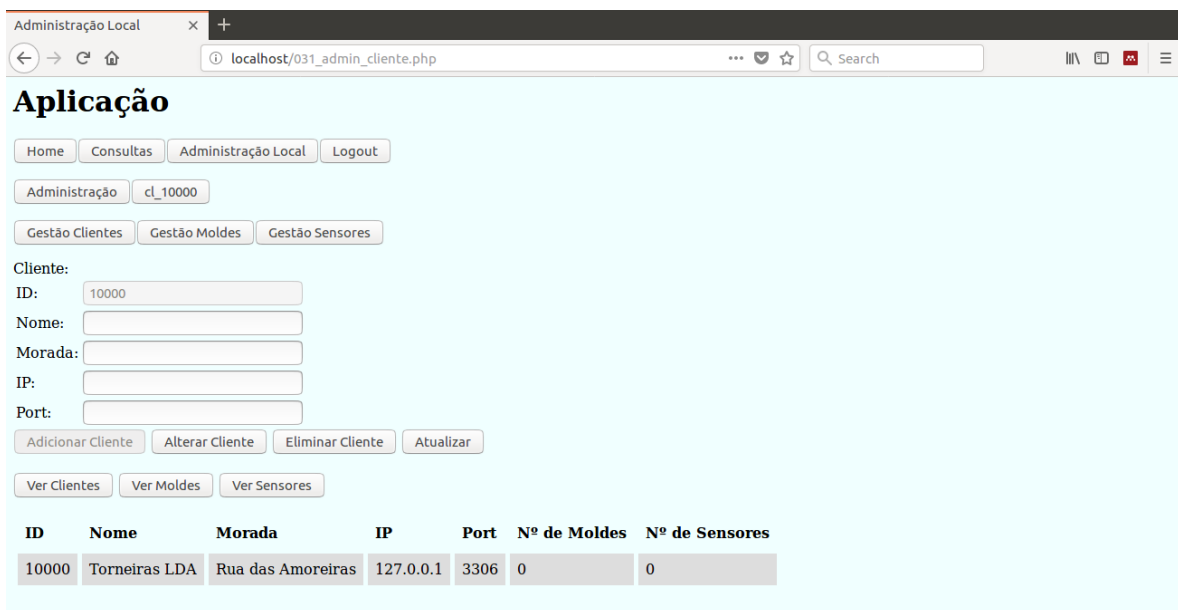 Administração Local
localhost/031_admin_cliente.php Search
Aplicação
Home Consultas Administração Local Logout
Administração cl_10000
Gestão Clientes Gestão Moldes Gestão Sensores
Cliente:
ID: 10000
Nome:
Morada:
IP:
Port:
Adicionar Cliente Alterar Cliente Eliminar Cliente Atualizar
Ver Clientes Ver Moldes Ver Sensores
ID Nome Morada IP Port Nº de Moldes Nº de Sensores
10000 Torneiras LDA Rua das Amoreiras 127.0.0.1 3306 0 0